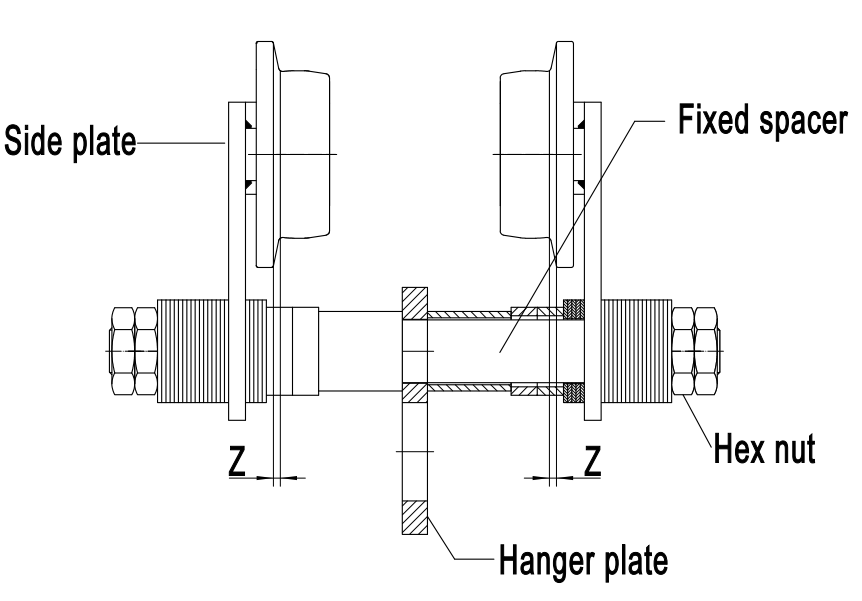 Fixed spacer
Side plate
Z
Z
Hex nut
Hanger plate